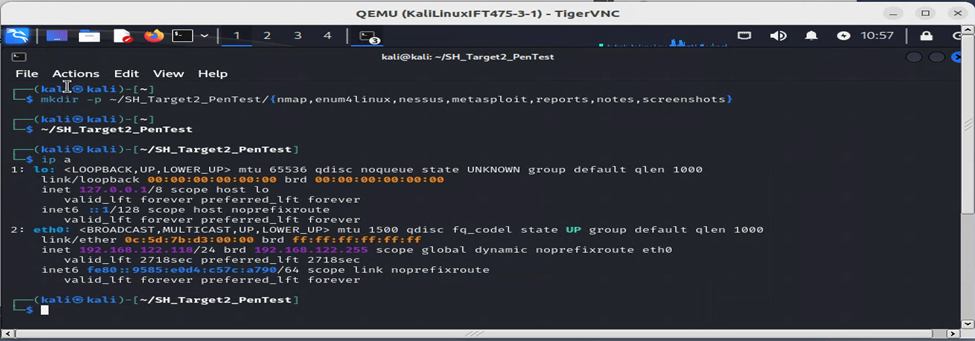 QEMU (KaliLinuxIFT475-3-1) - TigerVNC
1 2 3 4 3 10:57
kali@kali: ~/SH_Target2_PenTest
File Actions Edit View Help
┌──(kali㉿kali)-[~]
└─$ mkdir -p ~/SH_Target2_PenTest/{nmap,enum4linux,nessus,metasploit,reports,notes,screenshots}
┌──(kali㉿kali)-[~]
└─$ ~/SH_Target2_PenTest
┌──(kali㉿kali)-[~/SH_Target2_PenTest]
└─$ ip a
1: lo: <LOOPBACK,UP,LOWER_UP> mtu 65536 qdisc noqueue state UNKNOWN group default qlen 1000
link/loopback 00:00:00:00:00:00 brd 00:00:00:00:00:00
inet 127.0.0.1/8 scope host lo
valid_lft forever preferred_lft forever
inet6 ::1/128 scope host noprefixroute
valid_lft forever preferred_lft forever
2: eth0: <BROADCAST,MULTICAST,UP,LOWER_UP> mtu 1500 qdisc fq_codel state UP group default qlen 1000
link/ether 0c:5d:7b:d3:00:00 brd ff:ff:ff:ff:ff:ff
inet 192.168.122.118/24 brd 192.168.122.255 scope global dynamic noprefixroute eth0
valid_lft 2718sec preferred_lft 2718sec
inet6 fe80::9585:e0d4:c57c:a790/64 scope link noprefixroute
valid_lft forever preferred_lft forever
┌──(kali㉿kali)-[~/SH_Target2_PenTest]
└─$